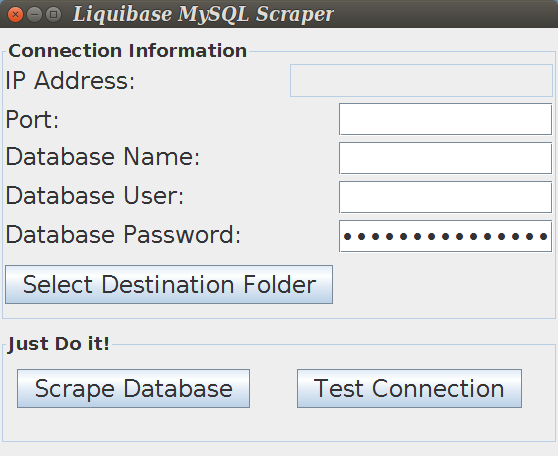 Liquibase MySQL Scraper
Connection Information
IP Address:
Port:
Database Name:
Database User:
Database Password: •••••••••••••••
Select Destination Folder
Just Do it!
Scrape Database Test Connection